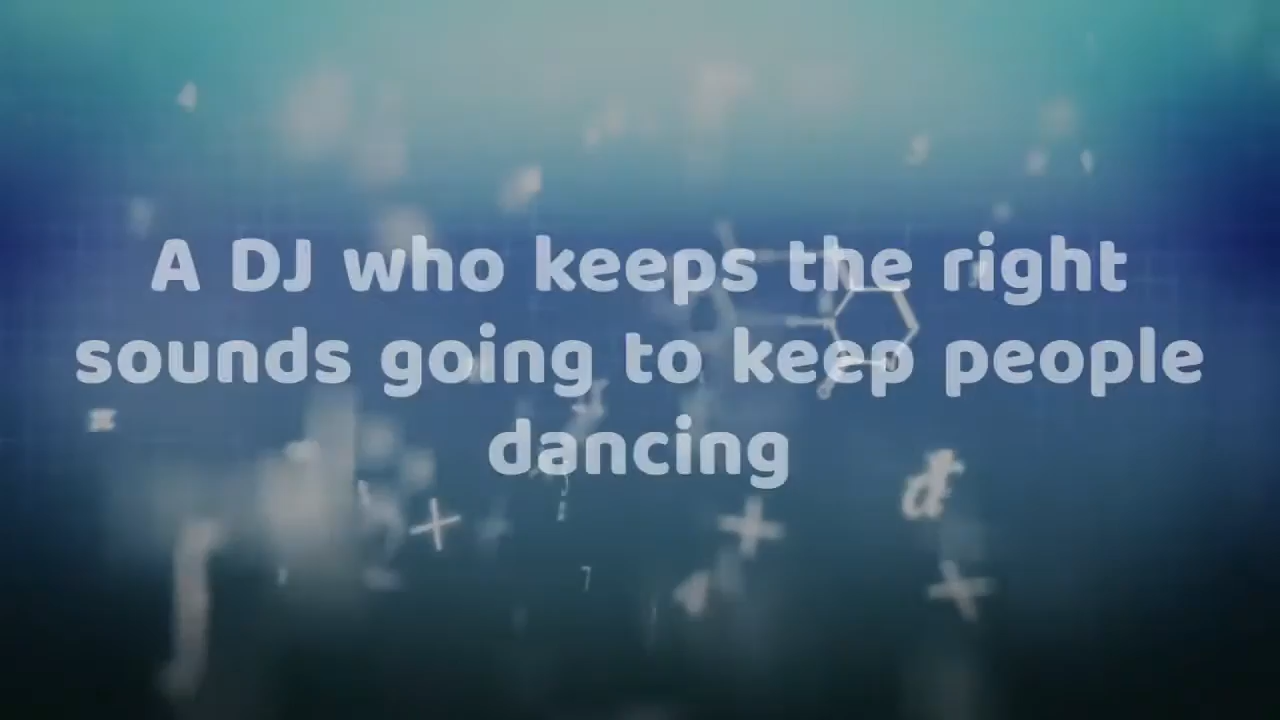 A DJ who keeps the right
sounds going to keep people
dancing